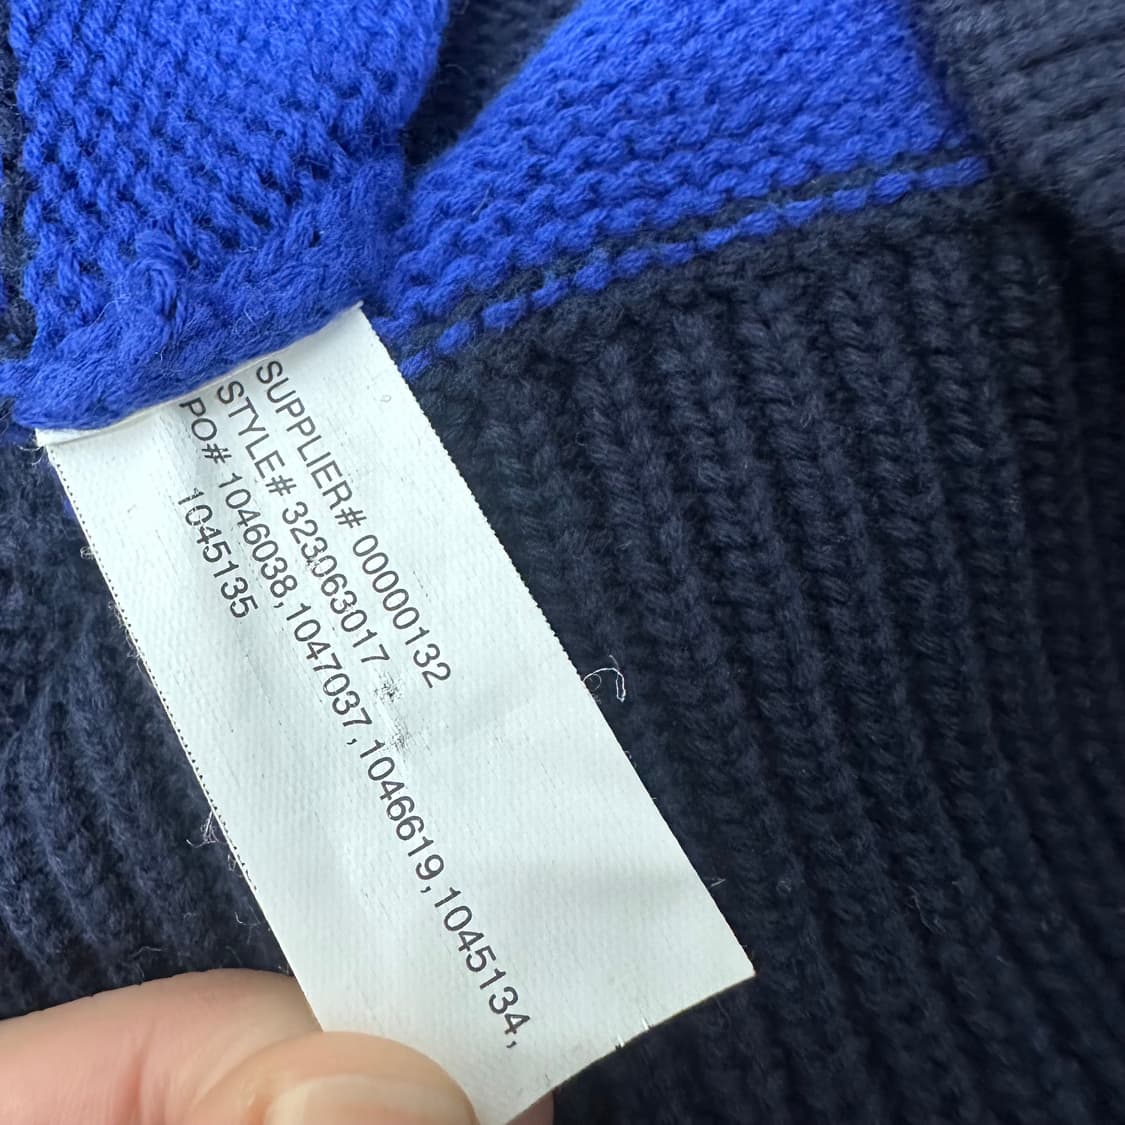 SUPPLIER# 00000132
STYLE# 323063017
PO# 1046038,1047037,1046619,1045134,
1045135